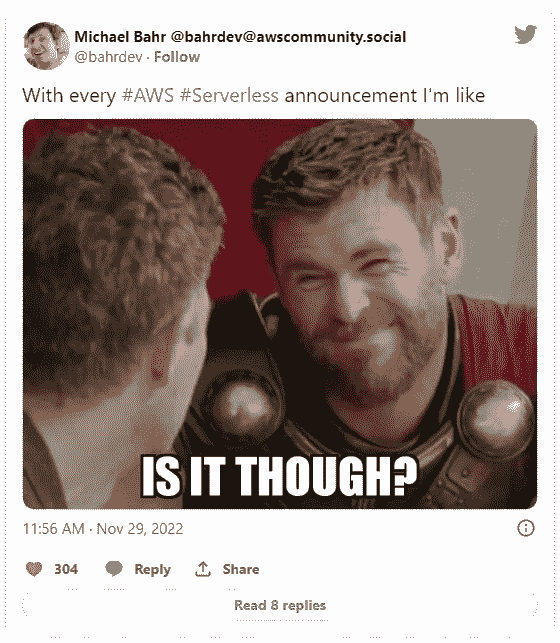 Michael Bahr @bahrdev@awscommunity.social
@bahrdev · Follow
With every #AWS #Serverless announcement I'm like
IS IT THOUGH?
11:56 AM · Nov 29, 2022
304 Reply Share
Read 8 replies